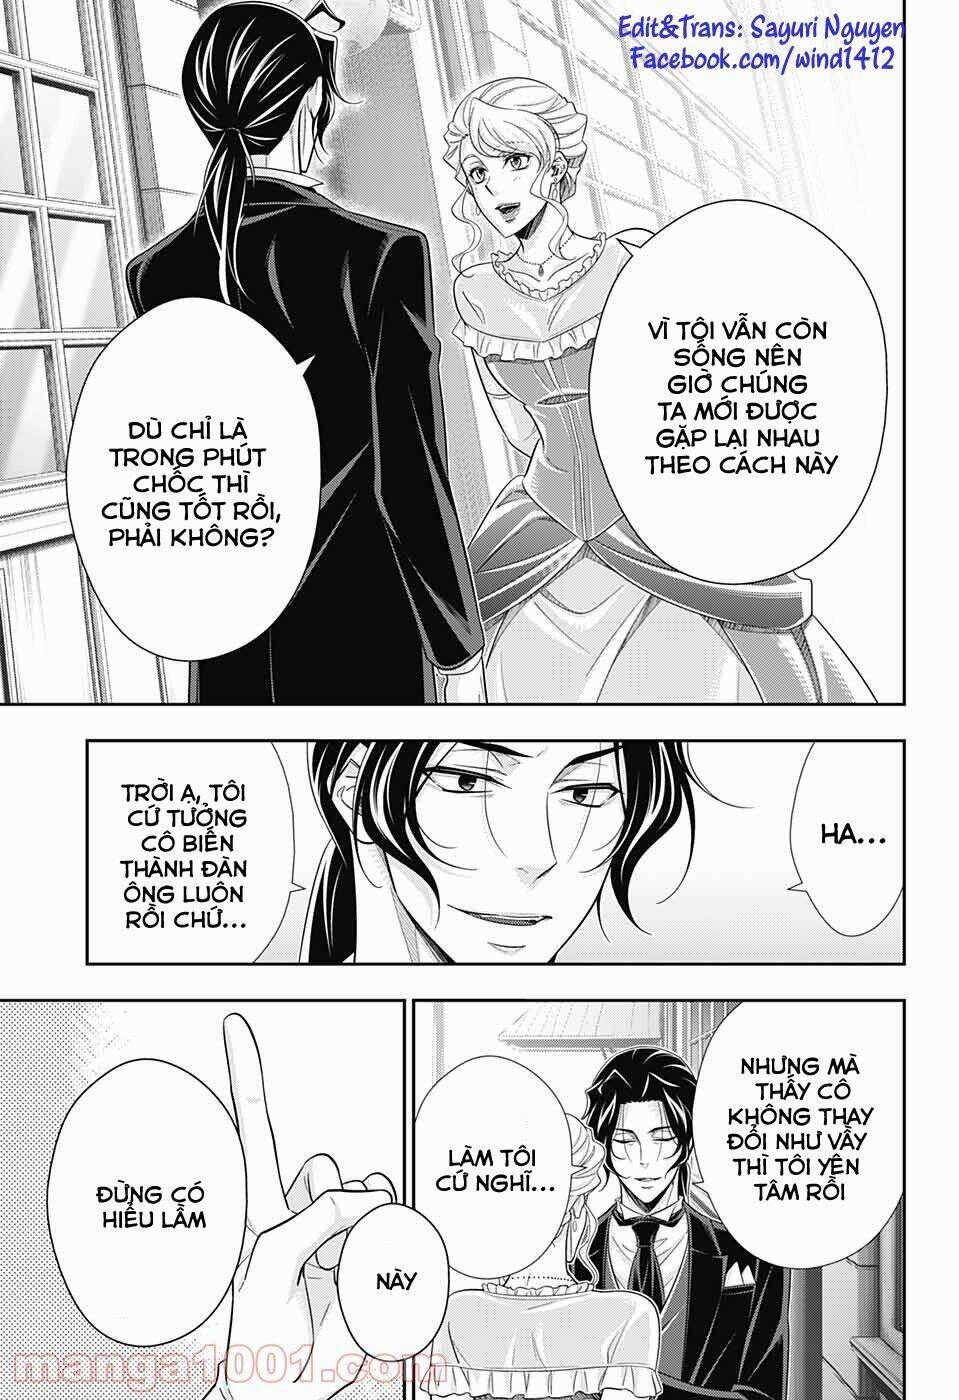 Edit&Trans: Sayuri Nguyen
Facebook.com/wind1412
VÌ TÔI VẪN CÒN
SỐNG NÊN
GIỜ CHÚNG
TA MỚI ĐƯỢC
GẶP LẠI NHAU
THEO CÁCH NÀY
DÙ CHỈ LÀ
TRONG PHÚT
CHỐC THÌ
CŨNG TỐT RỒI,
PHẢI KHÔNG?
HA...
TRỜI Ạ, TÔI
CỨ TƯỞNG
CÔ BIẾN
THÀNH ĐÀN
ÔNG LUÔN
RỒI CHỨ...
NHƯNG MÀ
THẤY CÔ
KHÔNG THAY
ĐỔI NHƯ VẦY
THÌ TÔI YÊN
TÂM RỒI
LÀM TÔI
CỨ NGHĨ...
NÀY
ĐỪNG CÓ
HIỂU LẦM
manga1001.com